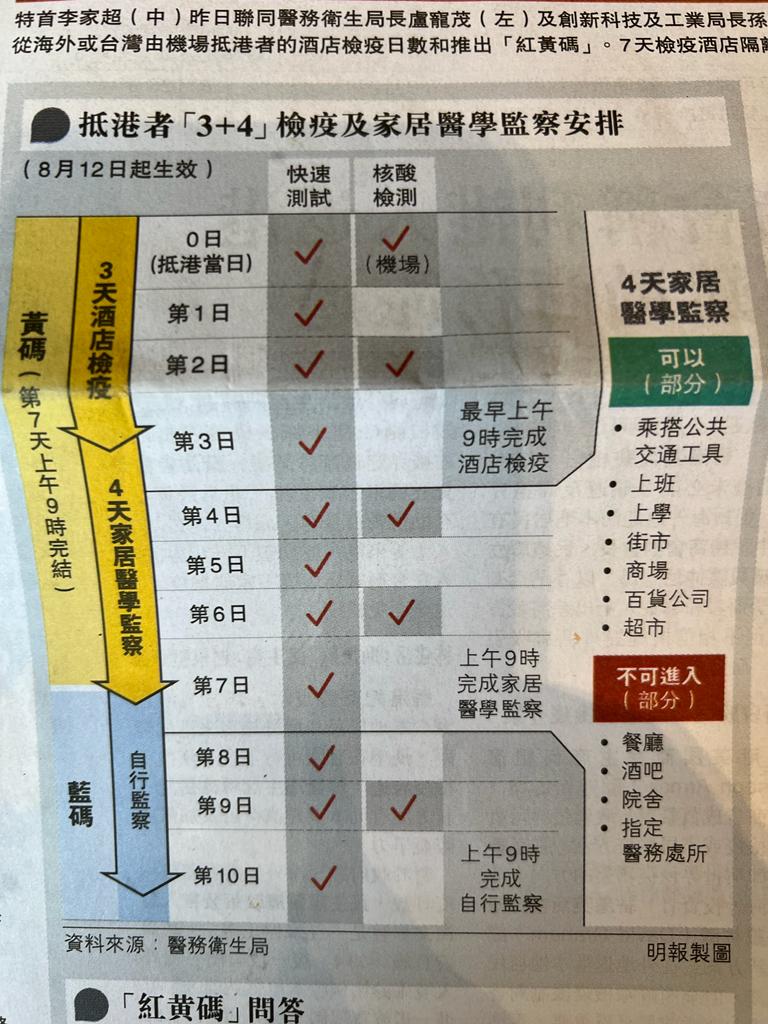 特首李家超（中）昨日聯同醫務衛生局長盧寵茂（左）及創新科技及工業局長孫
從海外或台灣由機場抵港者的酒店檢疫日數和推出「紅黃碼」。7天檢疫酒店隔離
抵港者「3+4」檢疫及家居醫學監察安排
（8月12日起生效）
快速
測試
核酸
檢測
黃碼（第7天上午9時完結）
3天酒店檢疫
0日
(抵港當日)
✓
✓
(機場)
第1日
✓
第2日
✓
✓
第3日
✓
最早上午
9時完成
酒店檢疫
4天家居醫學監察
第4日
✓
✓
第5日
✓
第6日
✓
✓
第7日
✓
上午9時
完成家居
醫學監察
藍碼
自行監察
第8日
✓
第9日
✓
✓
第10日
✓
上午9時
完成
自行監察
4天家居
醫學監察
可以
（部分）
• 乘搭公共
交通工具
• 上班
• 上學
• 街市
• 商場
• 百貨公司
• 超市
不可進入
（部分）
• 餐廳
• 酒吧
• 院舍
• 指定
醫務處所
資料來源：醫務衛生局
明報製圖
「紅黃碼」問答